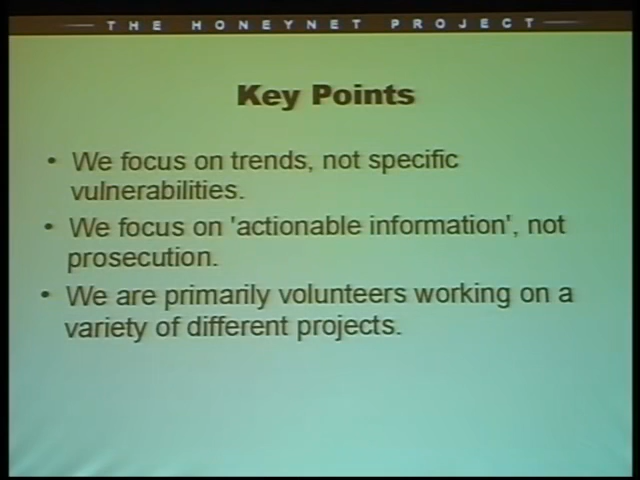 THE HONEYNET PROJECT
Key Points
• We focus on trends, not specific
vulnerabilities.
• We focus on 'actionable information', not
prosecution.
• We are primarily volunteers working on a
variety of different projects.